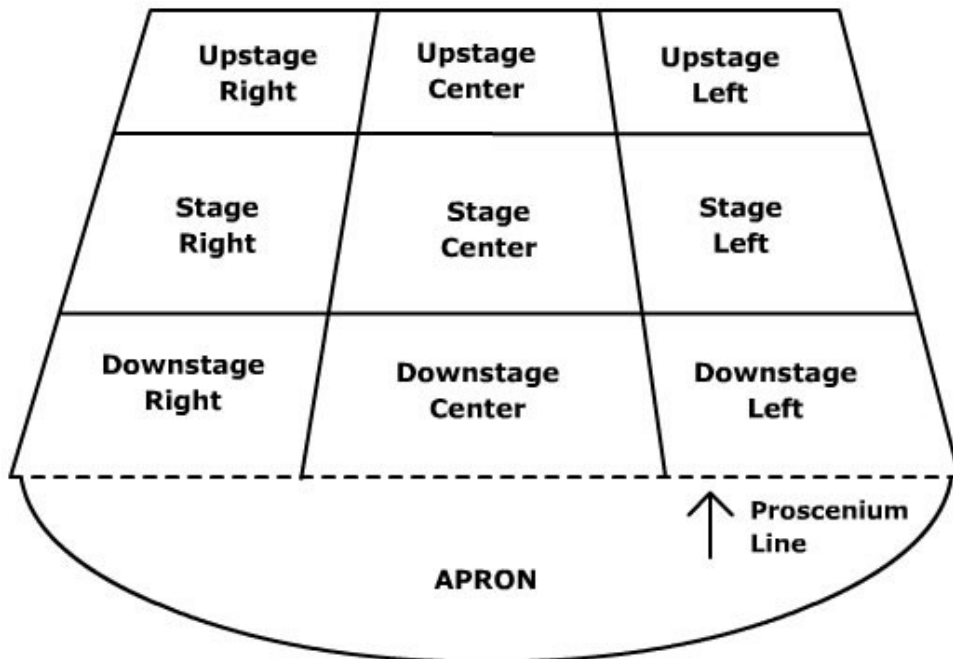 Upstage
Right
Upstage
Center
Upstage
Left
Stage
Right
Stage
Center
Stage
Left
Downstage
Right
Downstage
Center
Downstage
Left
Proscenium
Line
APRON